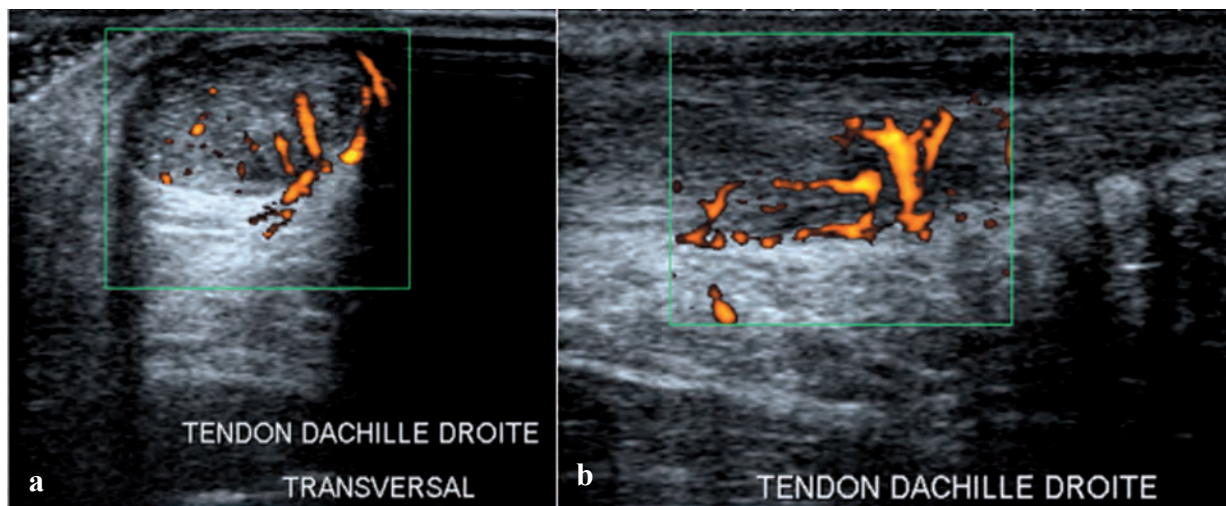 TENDON DACHILLE DROITE
TRANSVERSAL
a
TENDON DACHILLE DROITE
b